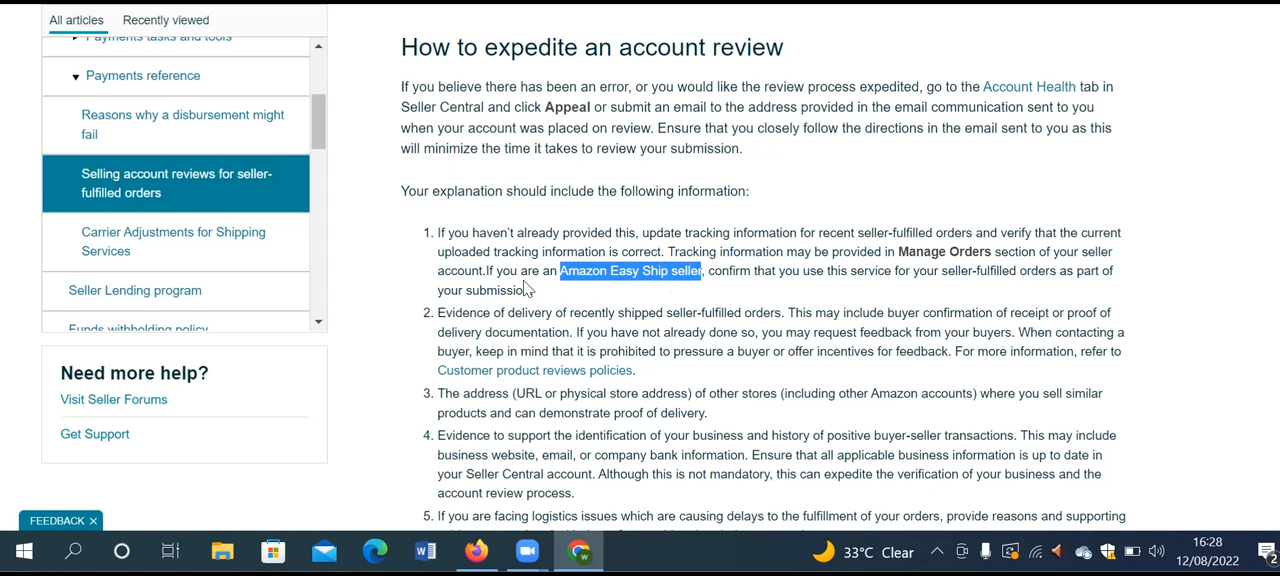 All articles Recently viewed
Payments tasks and tools
Payments reference
Reasons why a disbursement might
fail
Selling account reviews for seller-
fulfilled orders
Carrier Adjustments for Shipping
Services
Seller Lending program
Funds withholding policy
Need more help?
Visit Seller Forums
Get Support
FEEDBACK ×
How to expedite an account review
If you believe there has been an error, or you would like the review process expedited, go to the Account Health tab in
Seller Central and click Appeal or submit an email to the address provided in the email communication sent to you
when your account was placed on review. Ensure that you closely follow the directions in the email sent to you as this
will minimize the time it takes to review your submission.
Your explanation should include the following information:
1. If you haven't already provided this, update tracking information for recent seller-fulfilled orders and verify that the current
uploaded tracking information is correct. Tracking information may be provided in Manage Orders section of your seller
account.If you are an Amazon Easy Ship seller, confirm that you use this service for your seller-fulfilled orders as part of
your submission.
2. Evidence of delivery of recently shipped seller-fulfilled orders. This may include buyer confirmation of receipt or proof of
delivery documentation. If you have not already done so, you may request feedback from your buyers. When contacting a
buyer, keep in mind that it is prohibited to pressure a buyer or offer incentives for feedback. For more information, refer to
Customer product reviews policies.
3. The address (URL or physical store address) of other stores (including other Amazon accounts) where you sell similar
products and can demonstrate proof of delivery.
4. Evidence to support the identification of your business and history of positive buyer-seller transactions. This may include
business website, email, or company bank information. Ensure that all applicable business information is up to date in
your Seller Central account. Although this is not mandatory, this can expedite the verification of your business and the
account review process.
5. If you are facing logistics issues which are causing delays to the fulfillment of your orders, provide reasons and supporting
33°C Clear
16:28
12/08/2022
2